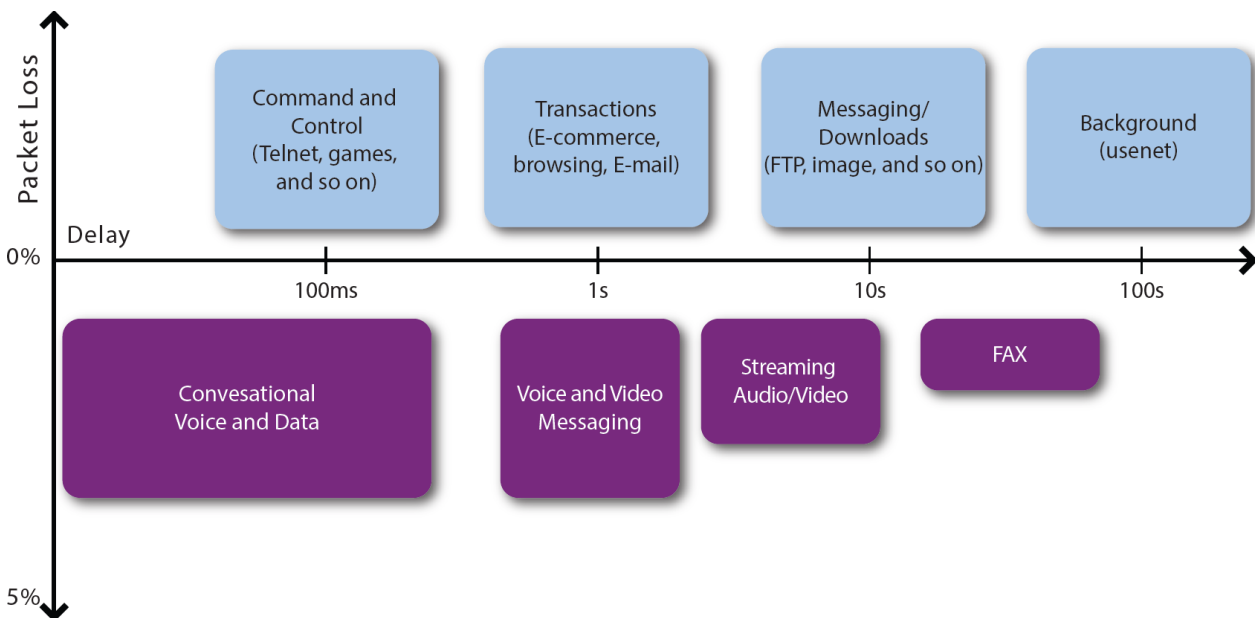 Packet Loss
Command and
Control
(Telnet, games,
and so on)
Transactions
(E-commerce,
browsing, E-mail)
Messaging/
Downloads
(FTP, image, and so on)
Background
(usenet)
Delay
0%
100ms
1s
10s
100s
Convesational
Voice and Data
Voice and Video
Messaging
Streaming
Audio/Video
FAX
5%